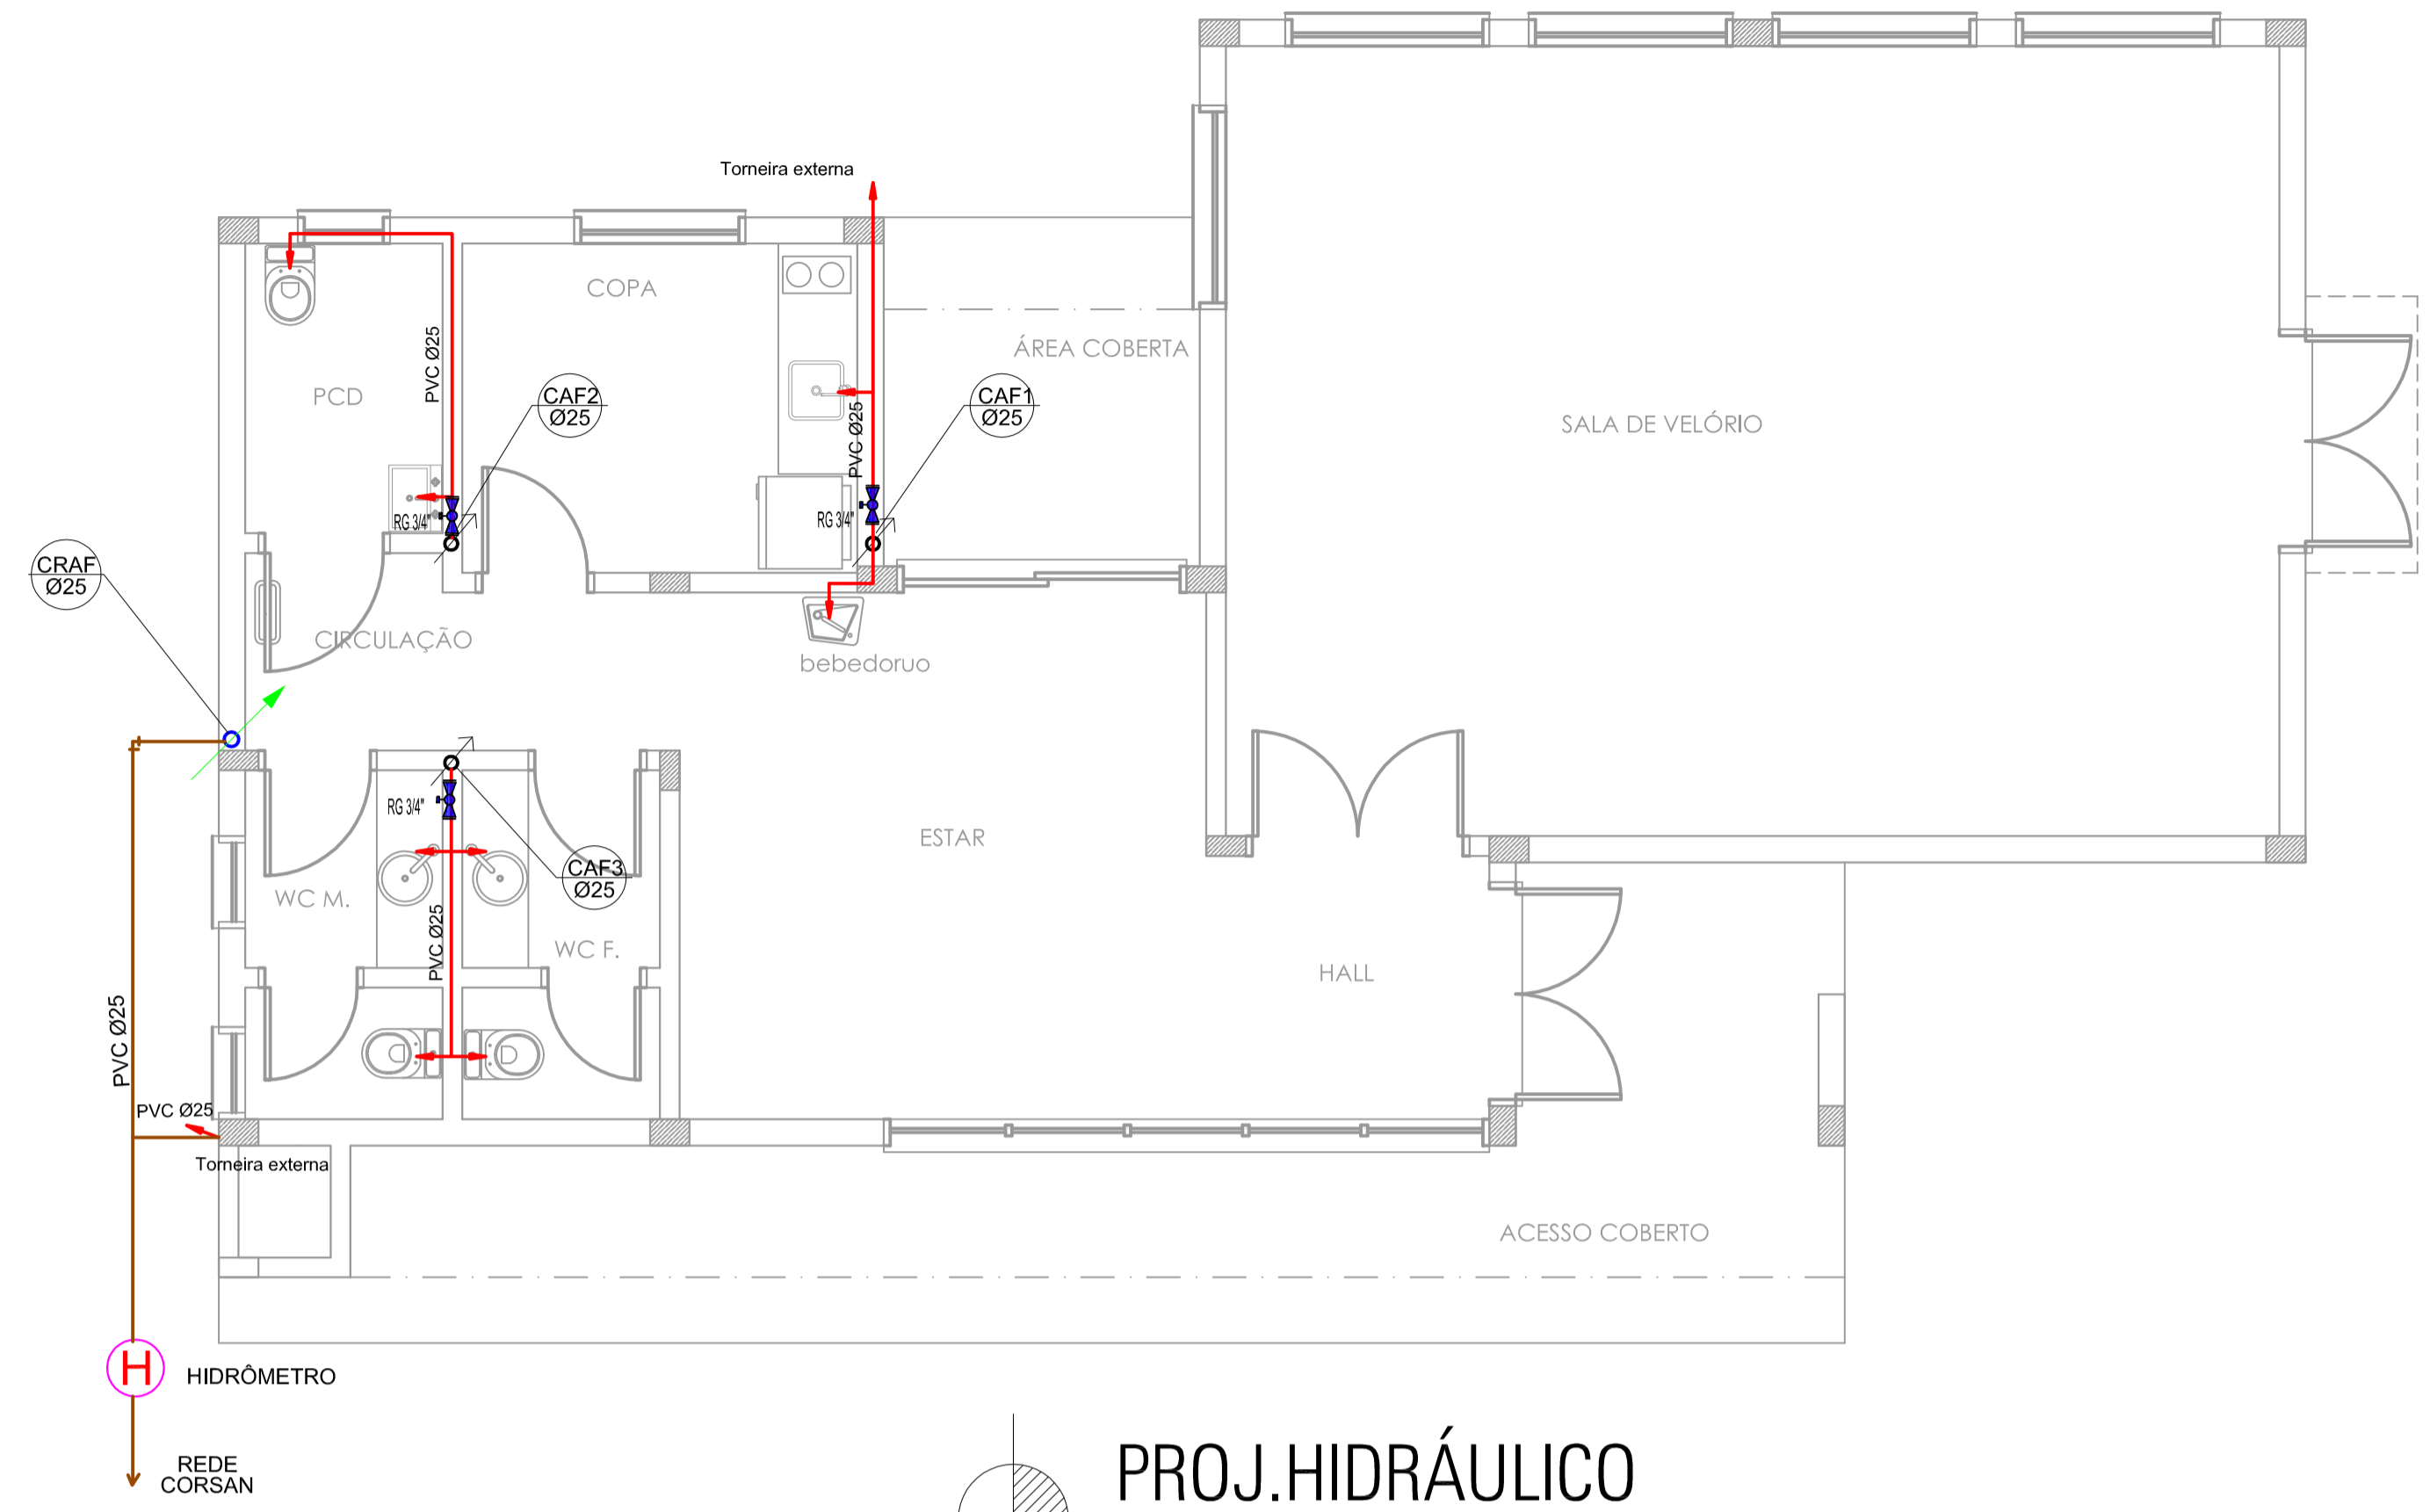 Torneira externa
COPA
ÁREA COBERTA
PVC Ø25
PCD
CAF2
Ø25
CAF1
Ø25
PVC Ø25
SALA DE VELÓRIO
RG 3/4"
RG 3/4"
CRAF
Ø25
CIRCULAÇÃO
bebedoruo
RG 3/4"
ESTAR
CAF3
Ø25
WC M.
PVC Ø25
WC F.
HALL
PVC Ø25
PVC Ø25
Torneira externa
ACESSO COBERTO
H
HIDRÔMETRO
REDE
CORSAN
PROJ.HIDRÁULICO